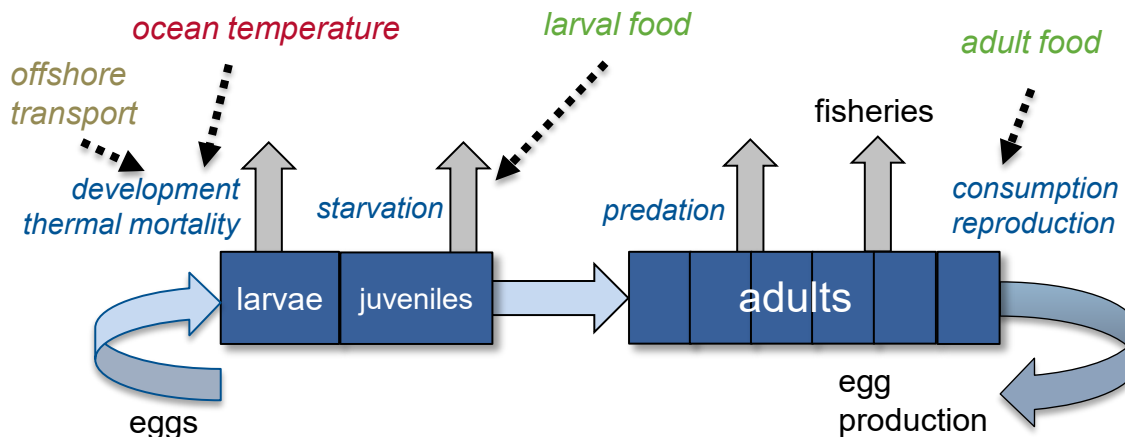 ocean temperature
larval food
adult food
offshore
transport
fisheries
development
thermal mortality
starvation
predation
consumption
reproduction
larvae
juveniles
adults
eggs
egg
production